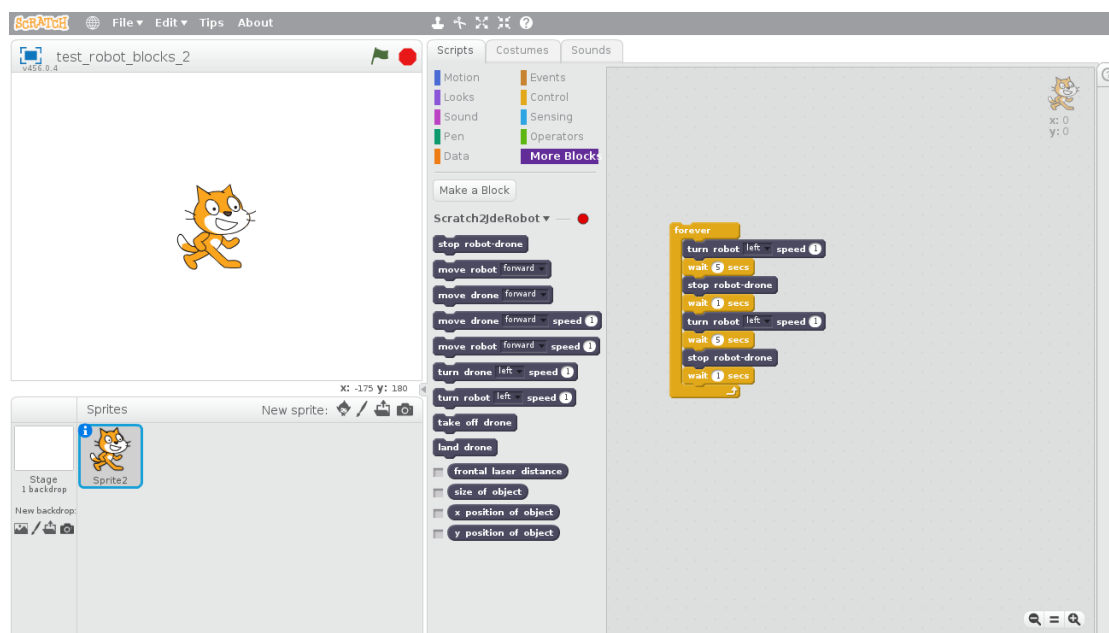 SCRATCH File Edit Tips About
test_robot_blocks_2
v456.0.4
Scripts Costumes Sounds
Motion Events
Looks Control
Sound Sensing
Pen Operators
Data More Blocks
Make a Block
Scratch2JdeRobot
stop robot-drone
move robot forward
move drone forward
move drone forward speed 1
move robot forward speed 1
turn drone left speed 1
turn robot left speed 1
take off drone
land drone
frontal laser distance
size of object
x position of object
y position of object
x: 0
y: 0
forever
turn robot left speed 1
wait 5 secs
stop robot-drone
wait 1 secs
turn robot left speed 1
wait 5 secs
stop robot-drone
wait 1 secs
X: -175 Y: 180
Sprites New sprite:
Stage
1 backdrop
Sprite2
New backdrop: